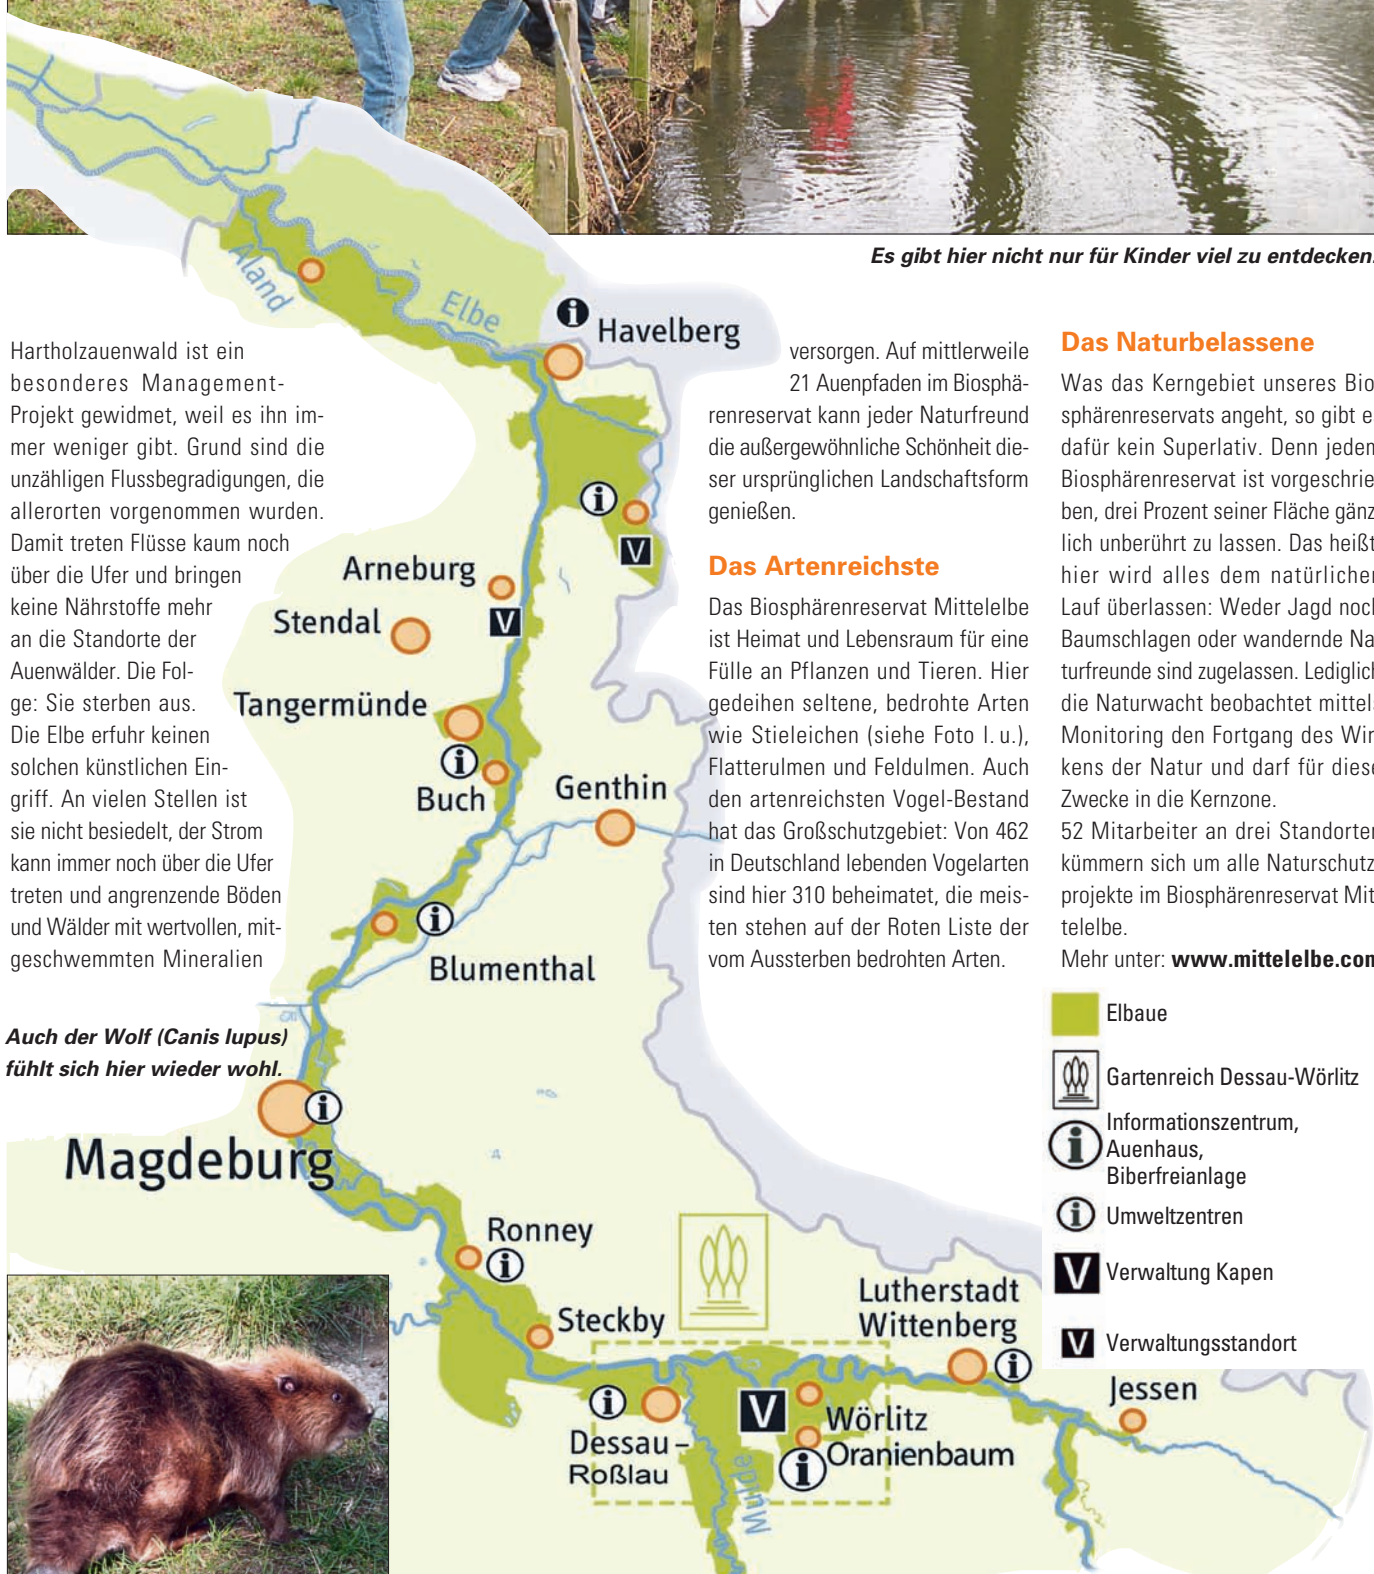 Es gibt hier nicht nur für Kinder viel zu entdecken.
Hartholzauenwald ist ein
besonderes Management-
Projekt gewidmet, weil es ihn im-
mer weniger gibt. Grund sind die
unzähligen Flussbegradigungen, die
allerorten vorgenommen wurden.
Damit treten Flüsse kaum noch
über die Ufer und bringen
keine Nährstoffe mehr
an die Standorte der
Auenwälder. Die Fol-
ge: Sie sterben aus.
Die Elbe erfuhr keinen
solchen künstlichen Ein-
griff. An vielen Stellen ist
sie nicht besiedelt, der Strom
kann immer noch über die Ufer
treten und angrenzende Böden
und Wälder mit wertvollen, mit-
geschwemmten Mineralien
versorgen. Auf mittlerweile
21 Auenpfaden im Biosphä-
renreservat kann jeder Naturfreund
die außergewöhnliche Schönheit die-
ser ursprünglichen Landschaftsform
genießen.
Das Artenreichste
Das Biosphärenreservat Mittelelbe
ist Heimat und Lebensraum für eine
Fülle an Pflanzen und Tieren. Hier
gedeihen seltene, bedrohte Arten
wie Stieleichen (siehe Foto l. u.),
Flatterulmen und Feldulmen. Auch
den artenreichsten Vogel-Bestand
hat das Großschutzgebiet: Von 462
in Deutschland lebenden Vogelarten
sind hier 310 beheimatet, die meis-
ten stehen auf der Roten Liste der
vom Aussterben bedrohten Arten.
Das Naturbelassene
Was das Kerngebiet unseres Bio
sphärenreservats angeht, so gibt e
dafür kein Superlativ. Denn jedem
Biosphärenreservat ist vorgeschrie
ben, drei Prozent seiner Fläche gänz
lich unberührt zu lassen. Das heißt
hier wird alles dem natürlichen
Lauf überlassen: Weder Jagd noch
Baumschlagen oder wandernde Na
turfreunde sind zugelassen. Lediglich
die Naturwacht beobachtet mittels
Monitoring den Fortgang des Wir
kens der Natur und darf für diese
Zwecke in die Kernzone.
52 Mitarbeiter an drei Standorten
kümmern sich um alle Naturschutz
projekte im Biosphärenreservat Mit
telelbe.
Mehr unter: www.mittelelbe.com
Auch der Wolf (Canis lupus)
fühlt sich hier wieder wohl.
Aland
Elbe
i Havelberg
i
V
Arneburg
V
Stendal
Tangermünde
i
Buch
Genthin
i
Blumenthal
i
Magdeburg
Ronney
i
Steckby
Lutherstadt
Wittenberg
i
Jessen
i
V
Wörlitz
Dessau-
Roßlau
i
Oranienbaum
Mulde
Elbaue
Gartenreich Dessau-Wörlitz
i
Informationszentrum,
Auenhaus,
Biberfreianlage
i Umweltzentren
V Verwaltung Kapen
V Verwaltungsstandort